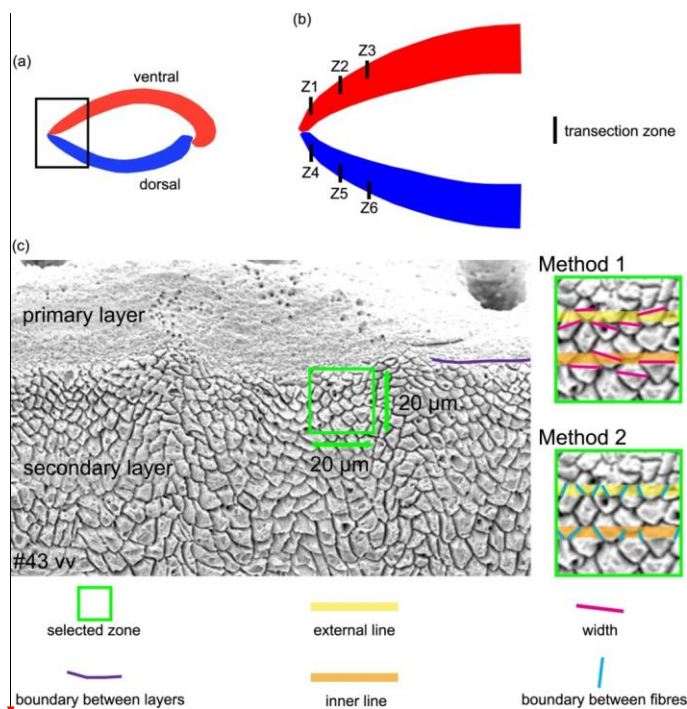 (a)
ventral
dorsal
(b)
Z1
Z2
Z3
Z4
Z5
Z6
transection zone
(c)
primary layer
secondary layer
20 μm
20 μm
#43 vv
Method 1
Method 2
selected zone
external line
width
boundary between layers
inner line
boundary between fibres